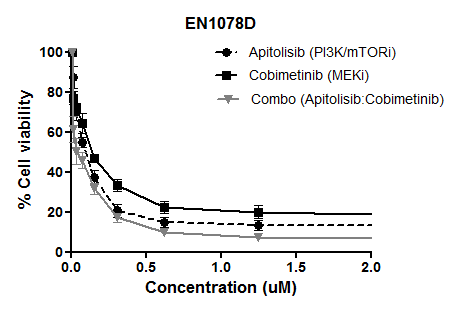 EN1078D
Apitolisib (PI3K/mTORi)
Cobimetinib (MEKi)
Combo (Apitolisib:Cobimetinib)
% Cell viability
100
80
60
40
20
0
0.0 0.5 1.0 1.5 2.0
Concentration (uM)